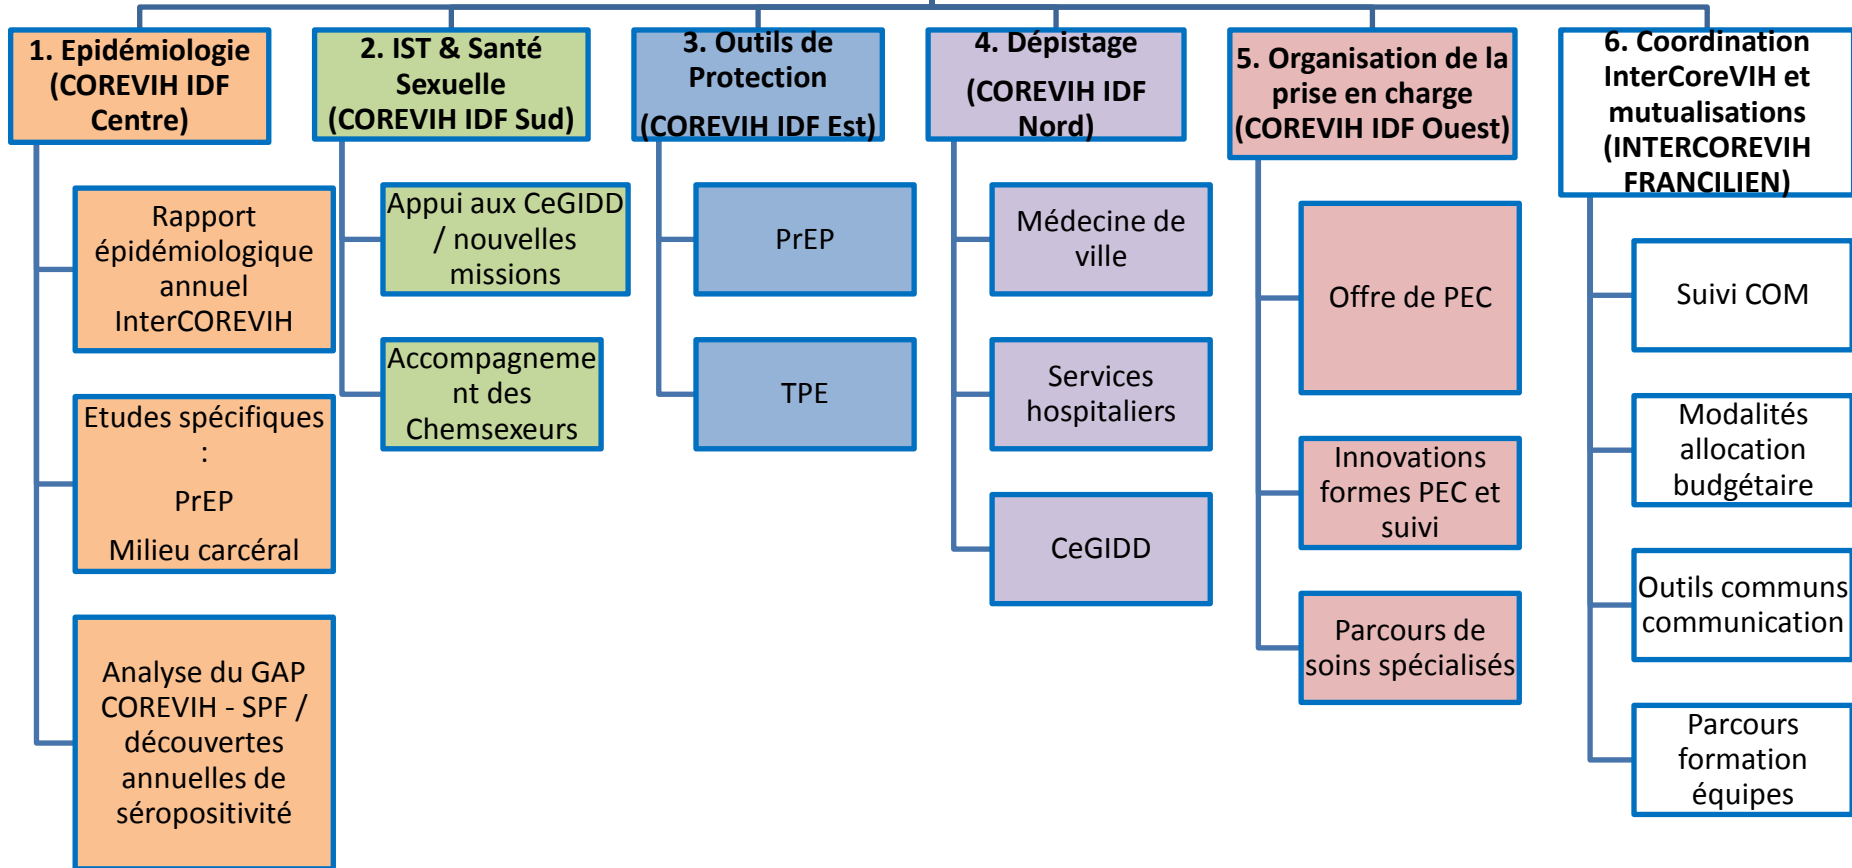 1. Epidémiologie
(COREVIH IDF
Centre)
Rapport
épidémiologique
annuel
InterCOREVIH
Etudes spécifiques
:
PrEP
Milieu carcéral
Analyse du GAP
COREVIH - SPF /
découvertes
annuelles de
séropositivité
2. IST & Santé
Sexuelle
(COREVIH IDF Sud)
Appui aux CeGIDD
/ nouvelles
missions
Accompagneme
nt des
Chemsexeurs
3. Outils de
Protection
(COREVIH IDF Est)
PrEP
TPE
4. Dépistage
(COREVIH IDF
Nord)
Médecine de
ville
Services
hospitaliers
CeGIDD
5. Organisation de la
prise en charge
(COREVIH IDF Ouest)
Offre de PEC
Innovations
formes PEC et
suivi
Parcours de
soins spécialisés
6. Coordination
InterCoreVIH et
mutualisations
(INTERCOREVIH
FRANCILIEN)
Suivi COM
Modalités
allocation
budgétaire
Outils communs
communication
Parcours
formation
équipes